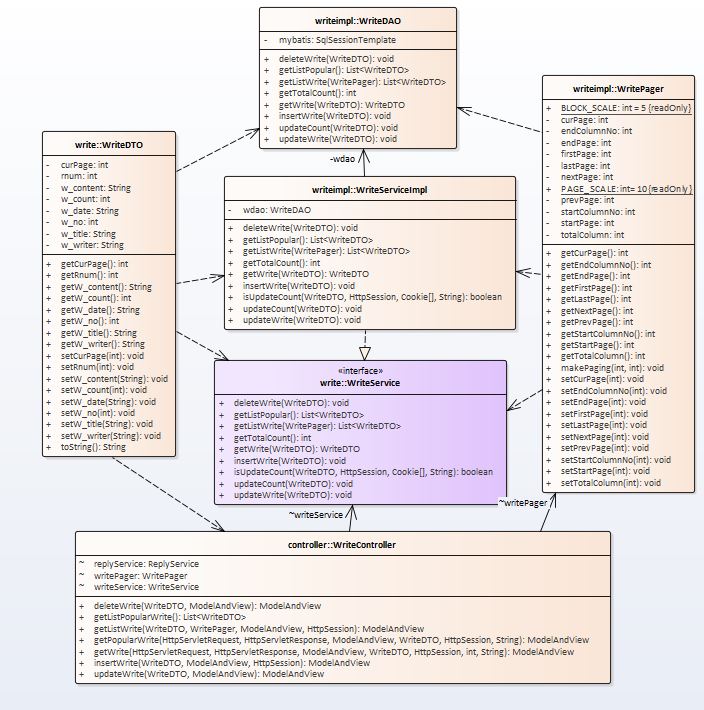 writeimpl::WriteDAO
- mybatis: SqlSessionTemplate
+ deleteWrite(WriteDTO): void
+ getListPopular(): List<WriteDTO>
+ getListWrite(WritePager): List<WriteDTO>
+ getTotalCount(): int
+ getWrite(WriteDTO): WriteDTO
+ insertWrite(WriteDTO): void
+ updateCount(WriteDTO): void
+ updateWrite(WriteDTO): void
writeimpl::WritePager
+ BLOCK_SCALE: int = 5 {readOnly}
- curPage: int
- endColumnNo: int
- endPage: int
- firstPage: int
- lastPage: int
- nextPage: int
+ PAGE_SCALE: int= 10 {readOnly}
- prevPage: int
- startColumnNo: int
- startPage: int
- totalColumn: int
+ getCurPage(): int
+ getEndColumnNo(): int
+ getEndPage(): int
+ getFirstPage(): int
+ getLastPage(): int
+ getNextPage(): int
+ getPrevPage(): int
+ getStartColumnNo(): int
+ getStartPage(): int
+ getTotalColumn(): int
+ makePaging(int, int): void
+ setCurPage(int): void
+ setEndColumnNo(int): void
+ setEndPage(int): void
+ setFirstPage(int): void
+ setLastPage(int): void
+ setNextPage(int): void
+ setPrevPage(int): void
+ setStartColumnNo(int): void
+ setStartPage(int): void
+ setTotalColumn(int): void
write::WriteDTO
- curPage: int
- rnum: int
- w_content: String
- w_count: int
- w_date: String
- w_no: int
- w_title: String
- w_writer: String
+ getCurPage(): int
+ getRnum(): int
+ getW_content(): String
+ getW_count(): int
+ getW_date(): String
+ getW_no(): int
+ getW_title(): String
+ getW_writer(): String
+ setCurPage(int): void
+ setRnum(int): void
+ setW_content(String): void
+ setW_count(int): void
+ setW_date(String): void
+ setW_no(int): void
+ setW_title(String): void
+ setW_writer(String): void
+ toString(): String
-wdao
writeimpl::WriteServiceImpl
- wdao: WriteDAO
+ deleteWrite(WriteDTO): void
+ getListPopular(): List<WriteDTO>
+ getListWrite(WritePager): List<WriteDTO>
+ getTotalCount(): int
+ getWrite(WriteDTO): WriteDTO
+ insertWrite(WriteDTO): void
+ isUpdateCount(WriteDTO, HttpSession, Cookie[], String): boolean
+ updateCount(WriteDTO): void
+ updateWrite(WriteDTO): void
«interface»
write::WriteService
+ deleteWrite(WriteDTO): void
+ getListPopular(): List<WriteDTO>
+ getListWrite(WritePager): List<WriteDTO>
+ getTotalCount(): int
+ getWrite(WriteDTO): WriteDTO
+ insertWrite(WriteDTO): void
+ isUpdateCount(WriteDTO, HttpSession, Cookie[], String): boolean
+ updateCount(WriteDTO): void
+ updateWrite(WriteDTO): void
~writeService
~writePager
controller::WriteController
~ replyService: ReplyService
~ writePager: WritePager
~ writeService: WriteService
+ deleteWrite(WriteDTO, ModelAndView): ModelAndView
+ getListPopularWrite(): List<WriteDTO>
+ getListWrite(WriteDTO, WritePager, ModelAndView, HttpSession): ModelAndView
+ getPopularWrite(HttpServletRequest, HttpServletResponse, ModelAndView, WriteDTO, HttpSession, String): ModelAndView
+ getWrite(HttpServletRequest, HttpServletResponse, ModelAndView, WriteDTO, HttpSession, int, String): ModelAndView
+ insertWrite(WriteDTO, ModelAndView, HttpSession): ModelAndView
+ updateWrite(WriteDTO, ModelAndView): ModelAndView